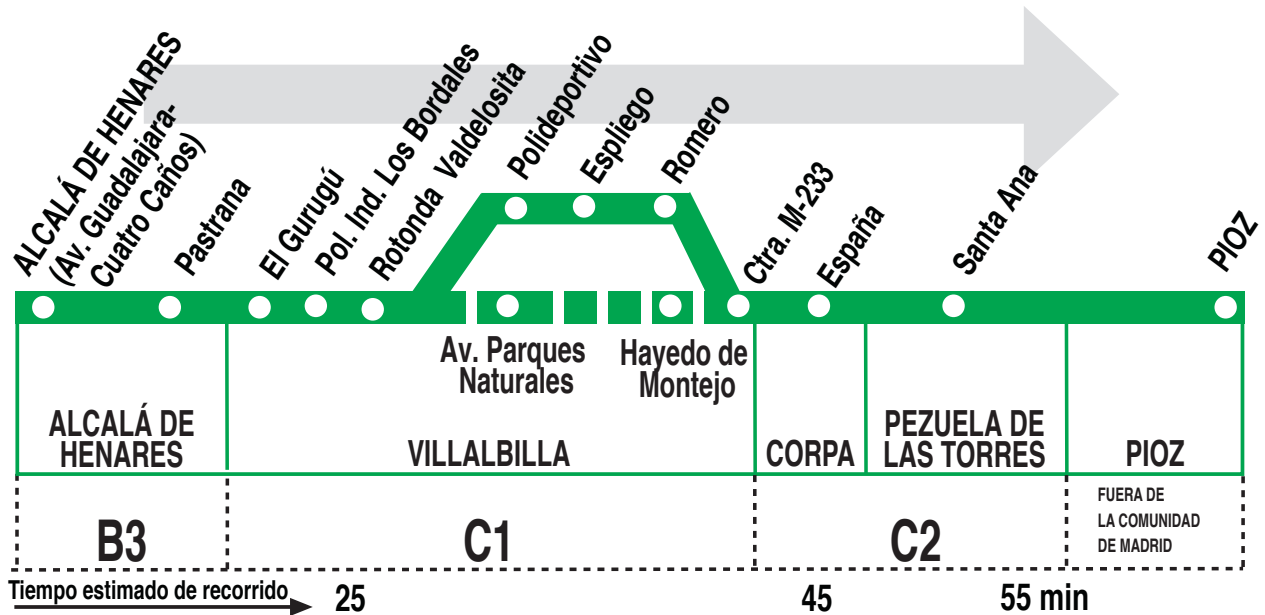 ALCALÁ DE HENARES
(Av. Guadalajara-
Cuatro Caños)
Pastrana
El Gurugú
Pol. Ind. Los Bordales
Rotonda Valdelosita
Polideportivo
Espliego
Romero
Ctra. M-233
España
Santa Ana
PIOZ
Av. Parques
Naturales
Hayedo de
Montejo
ALCALÁ DE
HENARES
VILLALBILLA
CORPA
PEZUELA DE
LAS TORRES
PIOZ
B3
C1
C2
FUERA DE
LA COMUNIDAD
DE MADRID
Tiempo estimado de recorrido
25
45
55 min